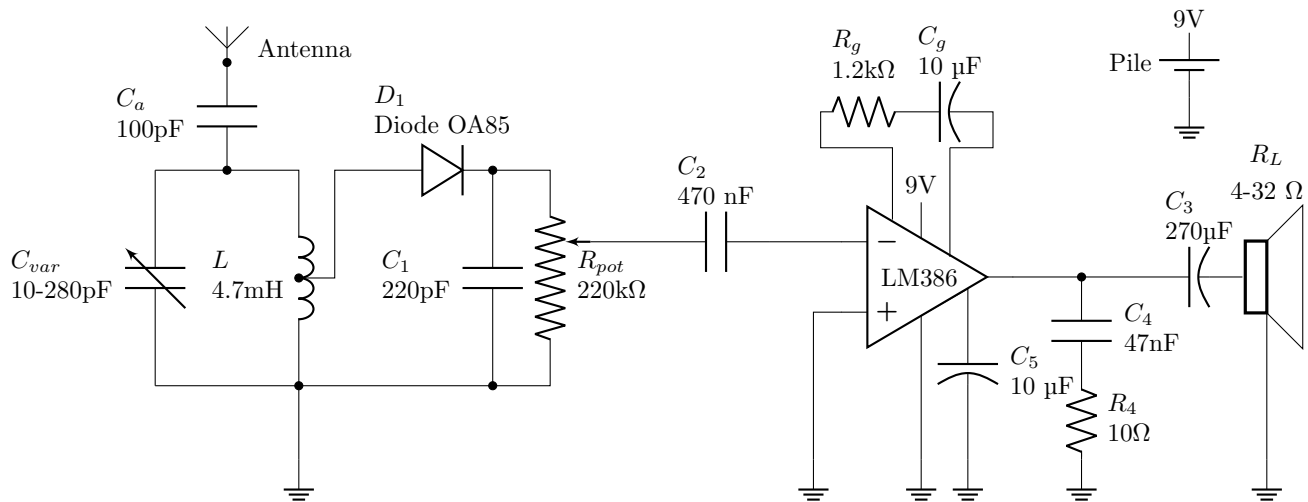 Antenna
C_a
100pF
D_1
Diode OA85
C_var
10-280pF
L
4.7mH
C_1
220pF
R_pot
220kΩ
C_2
470 nF
R_g
1.2kΩ
C_g
10 µF
9V
−
+
LM386
C_5
10 µF
C_4
47nF
R_4
10Ω
C_3
270µF
R_L
4-32 Ω
9V
Pile